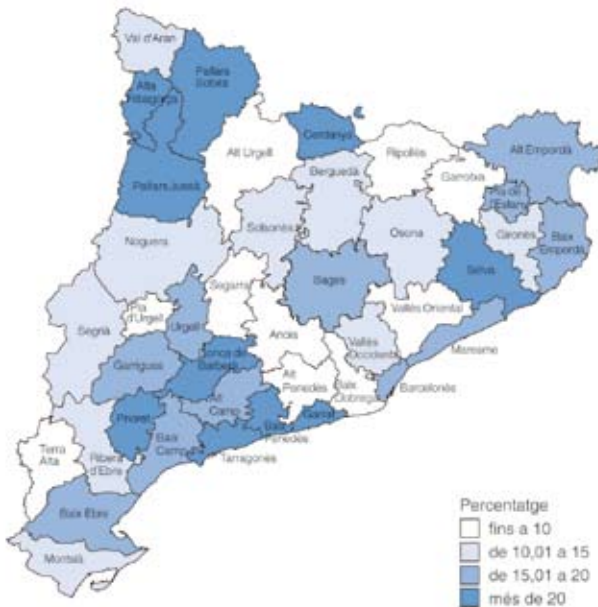 Val d'Aran
Alta
Ribagorça
Pallars
Sobirà
Cerdanya
Alt Urgell
Ripollès
Alt Empordà
Garrotxa
Pla de
l'Estany
Berguedà
Pallars Jussà
Solsonès
Osona
Gironès
Baix
Empordà
Noguera
Selva
Segarra
Bages
Vallès Oriental
Segrià
Pla
d'Urgell
Urgell
Anoia
Vallès
Occidental
Maresme
Garrigues
Conca de
Barberà
Alt
Penedès
Baix
Llobregat
Barcelonès
Alt
Camp
Priorat
Baix
Penedès
Garraf
Terra
Alta
Ribera
d'Ebre
Baix
Camp
Tarragonès
Baix Ebre
Montsià
Percentatge
fins a 10
de 10,01 a 15
de 15,01 a 20
més de 20